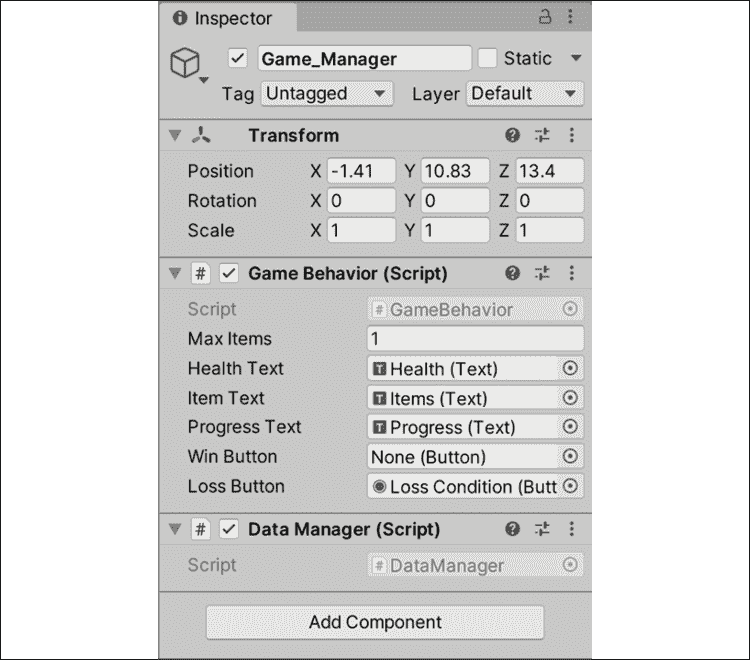 Inspector
Game_Manager Static
Tag Untagged Layer Default
Transform
Position X -1.41 Y 10.83 Z 13.4
Rotation X 0 Y 0 Z 0
Scale X 1 Y 1 Z 1
# Game Behavior (Script)
Script # GameBehavior
Max Items 1
Health Text T Health (Text)
Item Text T Items (Text)
Progress Text T Progress (Text)
Win Button None (Button)
Loss Button Loss Condition (Butt
# Data Manager (Script)
Script # DataManager
Add Component